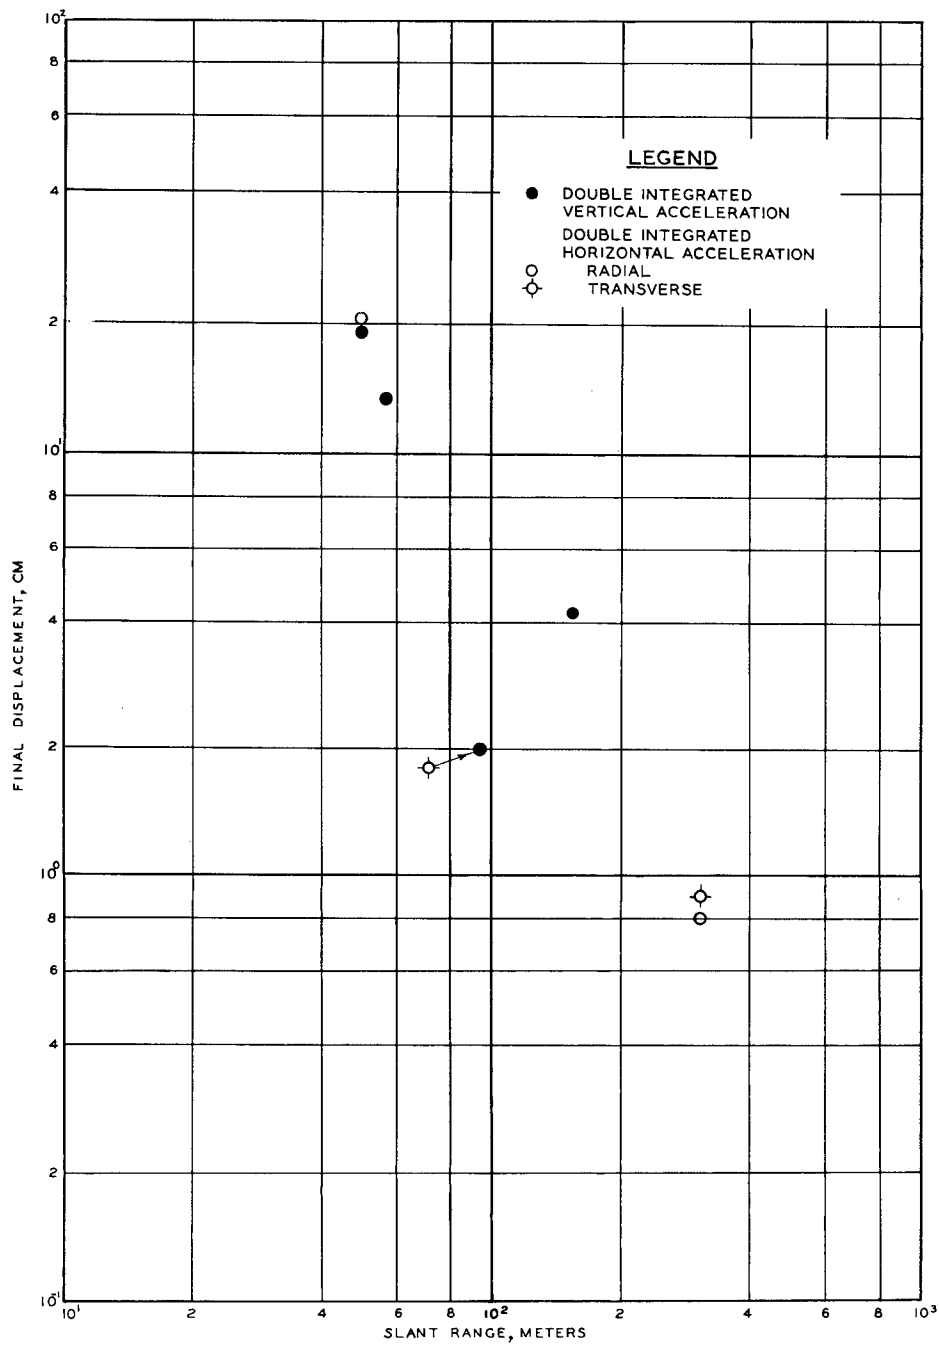 10²
8
6
4
2
10¹
8
6
4
2
10⁰
8
6
4
2
10⁻¹
FINAL DISPLACEMENT, CM
LEGEND
DOUBLE INTEGRATED
VERTICAL ACCELERATION
DOUBLE INTEGRATED
HORIZONTAL ACCELERATION
RADIAL
TRANSVERSE
10¹ 2 4 6 8 10² 2 4 6 8 10³
SLANT RANGE, METERS